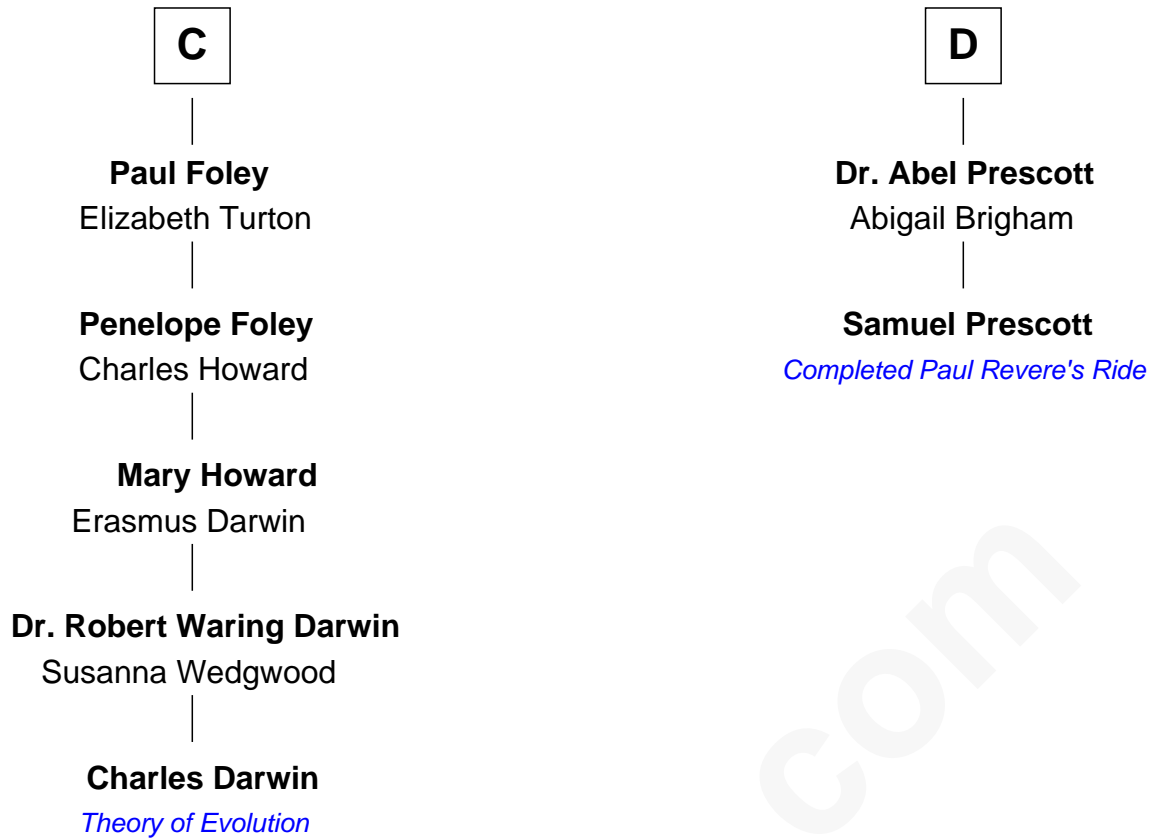 C
Paul Foley
Elizabeth Turton
Penelope Foley
Charles Howard
Mary Howard
Erasmus Darwin
Dr. Robert Waring Darwin
Susanna Wedgwood
Charles Darwin
Theory of Evolution
D
Dr. Abel Prescott
Abigail Brigham
Samuel Prescott
Completed Paul Revere's Ride
com